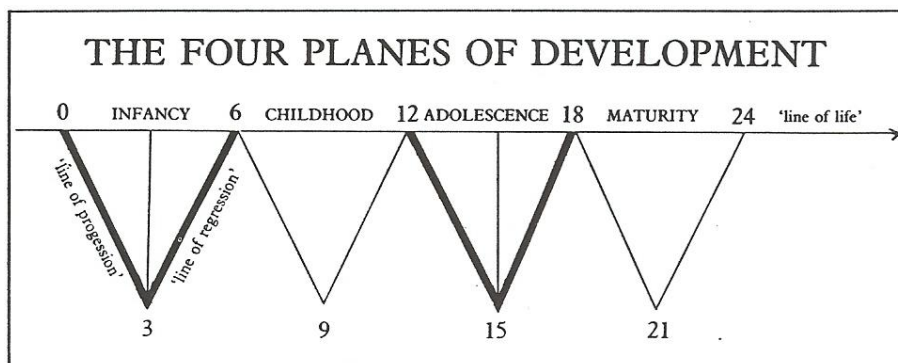 THE FOUR PLANES OF DEVELOPMENT
0 INFANCY 6 CHILDHOOD 12 ADOLESCENCE 18 MATURITY 24 'line of life'
'line of progession'
'line of regression'
3 9 15 21